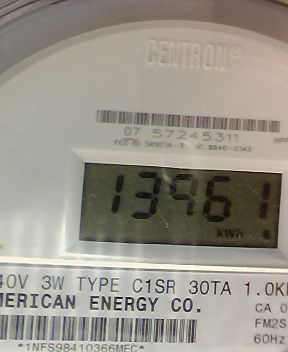 CENTRON®
07 57245311
13961
kWh
40V 3W TYPE C1SR 30TA 1.0K
MERICAN ENERGY CO.
CA 0
FM2S
60Hz
*1NFS98410366MFC*